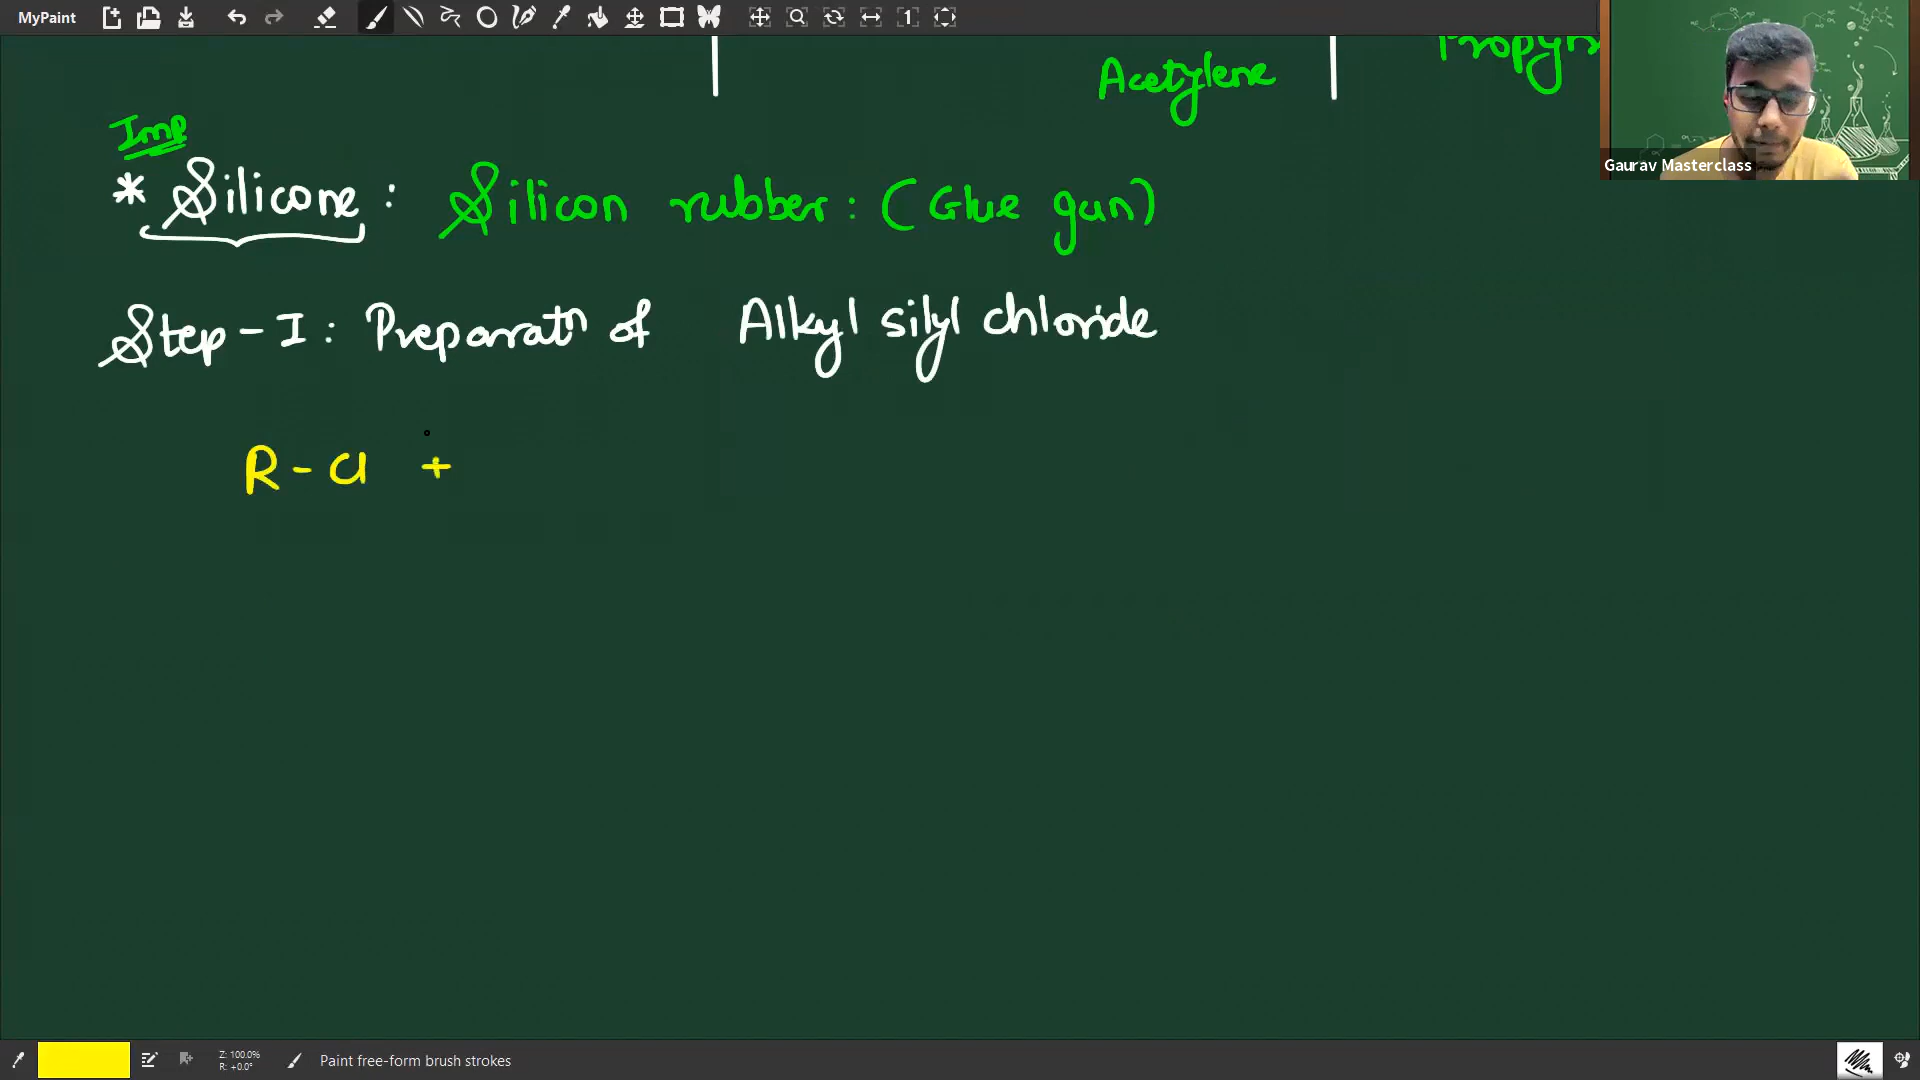 MyPaint
Acetylene
Gaurav Masterclass
Imp
* Silicone : Silicon rubber : (Glue gun)
Step-I : Preparatn of Alkyl silyl chloride
R - Cl +
Z: 100.0%
R: +0.0°
Paint free-form brush strokes